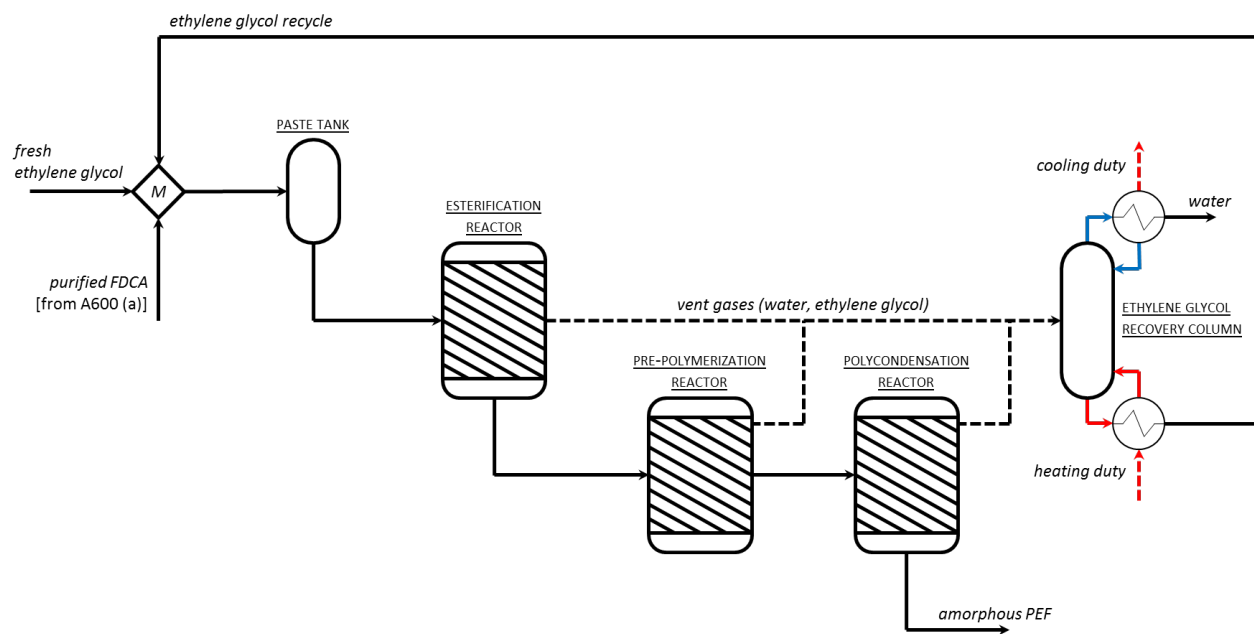 ethylene glycol recycle
PASTE TANK
fresh
ethylene glycol
M
purified FDCA
[from A600 (a)]
ESTERIFICATION
REACTOR
vent gases (water, ethylene glycol)
PRE-POLYMERIZATION
REACTOR
POLYCONDENSATION
REACTOR
amorphous PEF
cooling duty
water
ETHYLENE GLYCOL
RECOVERY COLUMN
heating duty